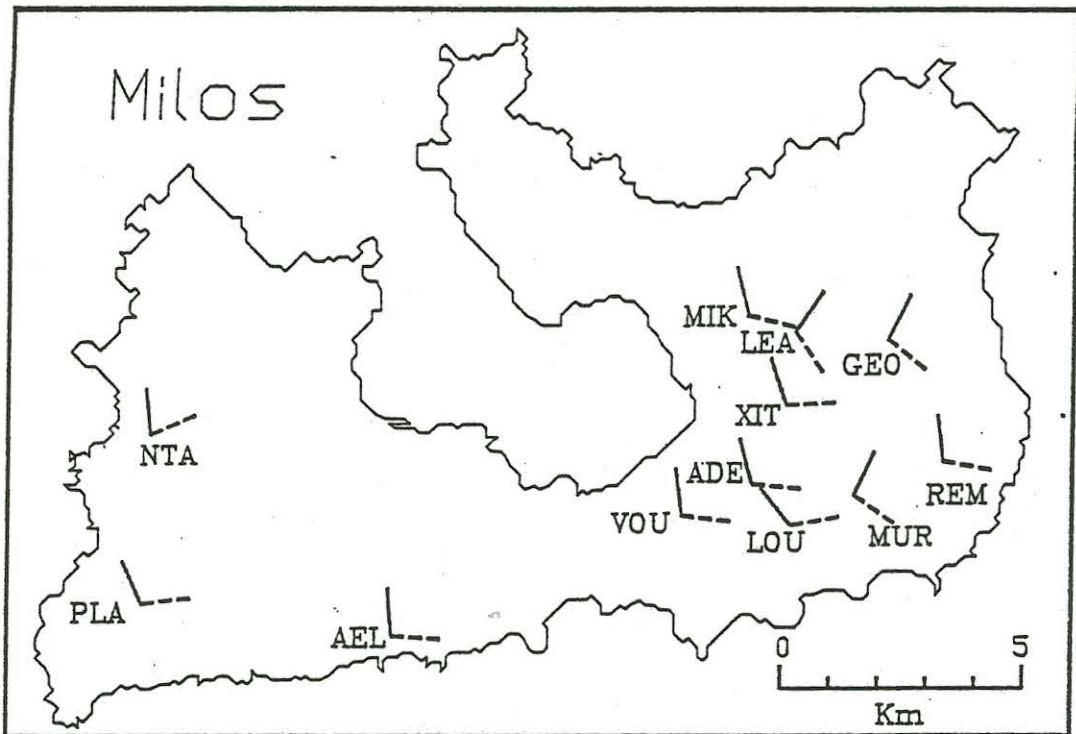 Milos
MIK
LEA
GEO
XIT
NTA
ADE
REM
VOU
LOU
MUR
PLA
AEL
0 5
Km